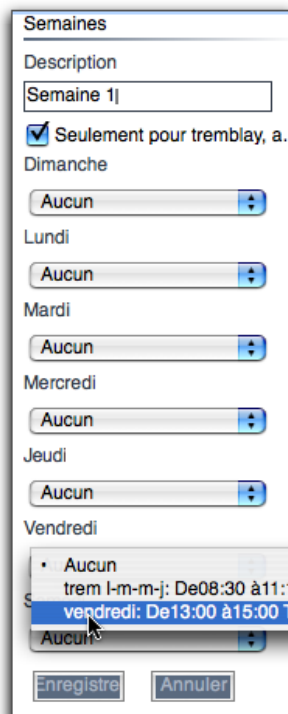 Semaines
Description
Semaine 1
Seulement pour tremblay, a.
Dimanche
Aucun
Lundi
Aucun
Mardi
Aucun
Mercredi
Aucun
Jeudi
Aucun
Vendredi
• Aucun
trem l-m-m-j: De08:30 à11:
vendredi: De13:00 à15:00
Aucun
Enregistre
Annuler